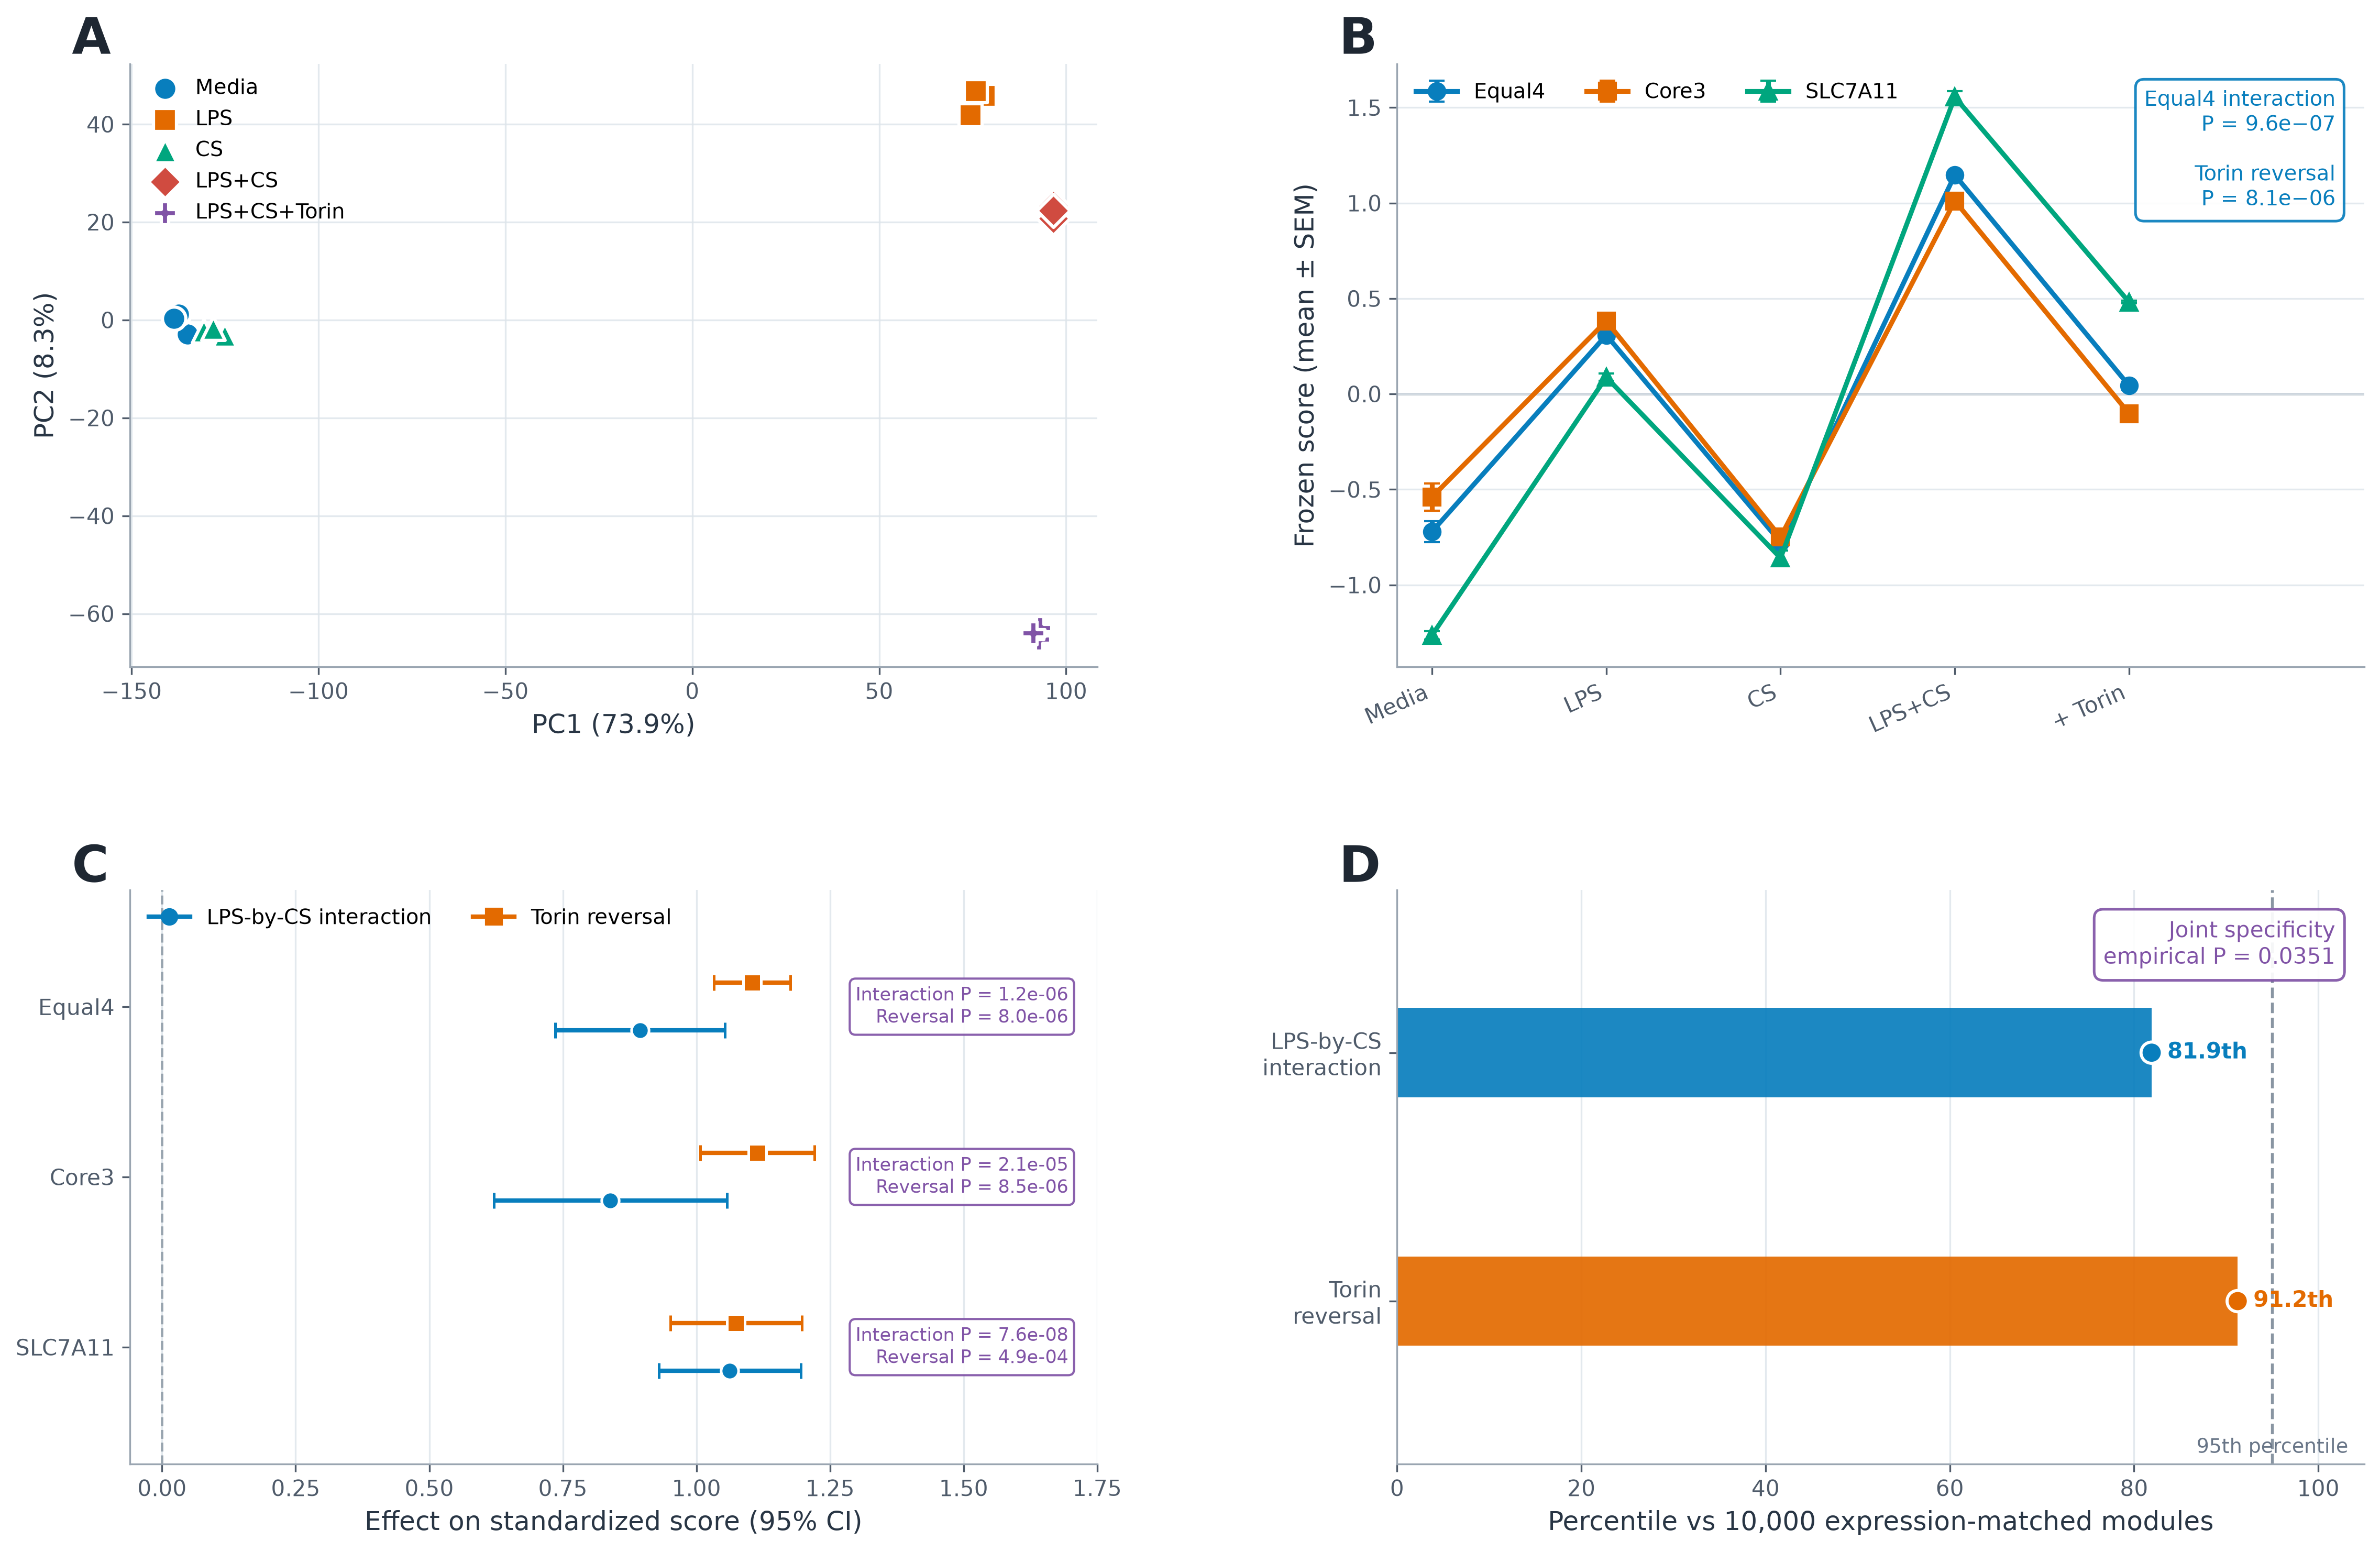 A
Media
LPS
CS
LPS+CS
LPS+CS+Torin
40
20
0
−20
−40
−60
PC2 (8.3%)
−150
−100
−50
0
50
100
PC1 (73.9%)
B
Equal4
Core3
SLC7A11
Equal4 interaction
P = 9.6e−07
Torin reversal
P = 8.1e−06
1.5
1.0
0.5
0.0
−0.5
−1.0
Frozen score (mean ± SEM)
Media
LPS
CS
LPS+CS
+ Torin
C
LPS-by-CS interaction
Torin reversal
Equal4
Interaction P = 1.2e-06
Reversal P = 8.0e-06
Core3
Interaction P = 2.1e-05
Reversal P = 8.5e-06
SLC7A11
Interaction P = 7.6e-08
Reversal P = 4.9e-04
0.00
0.25
0.50
0.75
1.00
1.25
1.50
1.75
Effect on standardized score (95% CI)
D
Joint specificity
empirical P = 0.0351
LPS-by-CS
interaction
81.9th
Torin
reversal
91.2th
95th percentile
0
20
40
60
80
100
Percentile vs 10,000 expression-matched modules